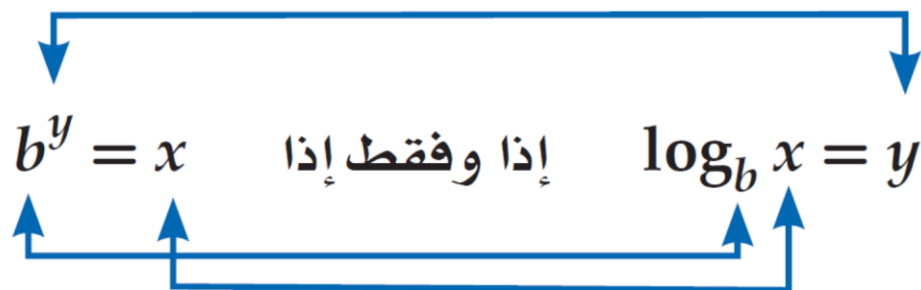 log_b x = y إذا وفقط إذا b^y = x